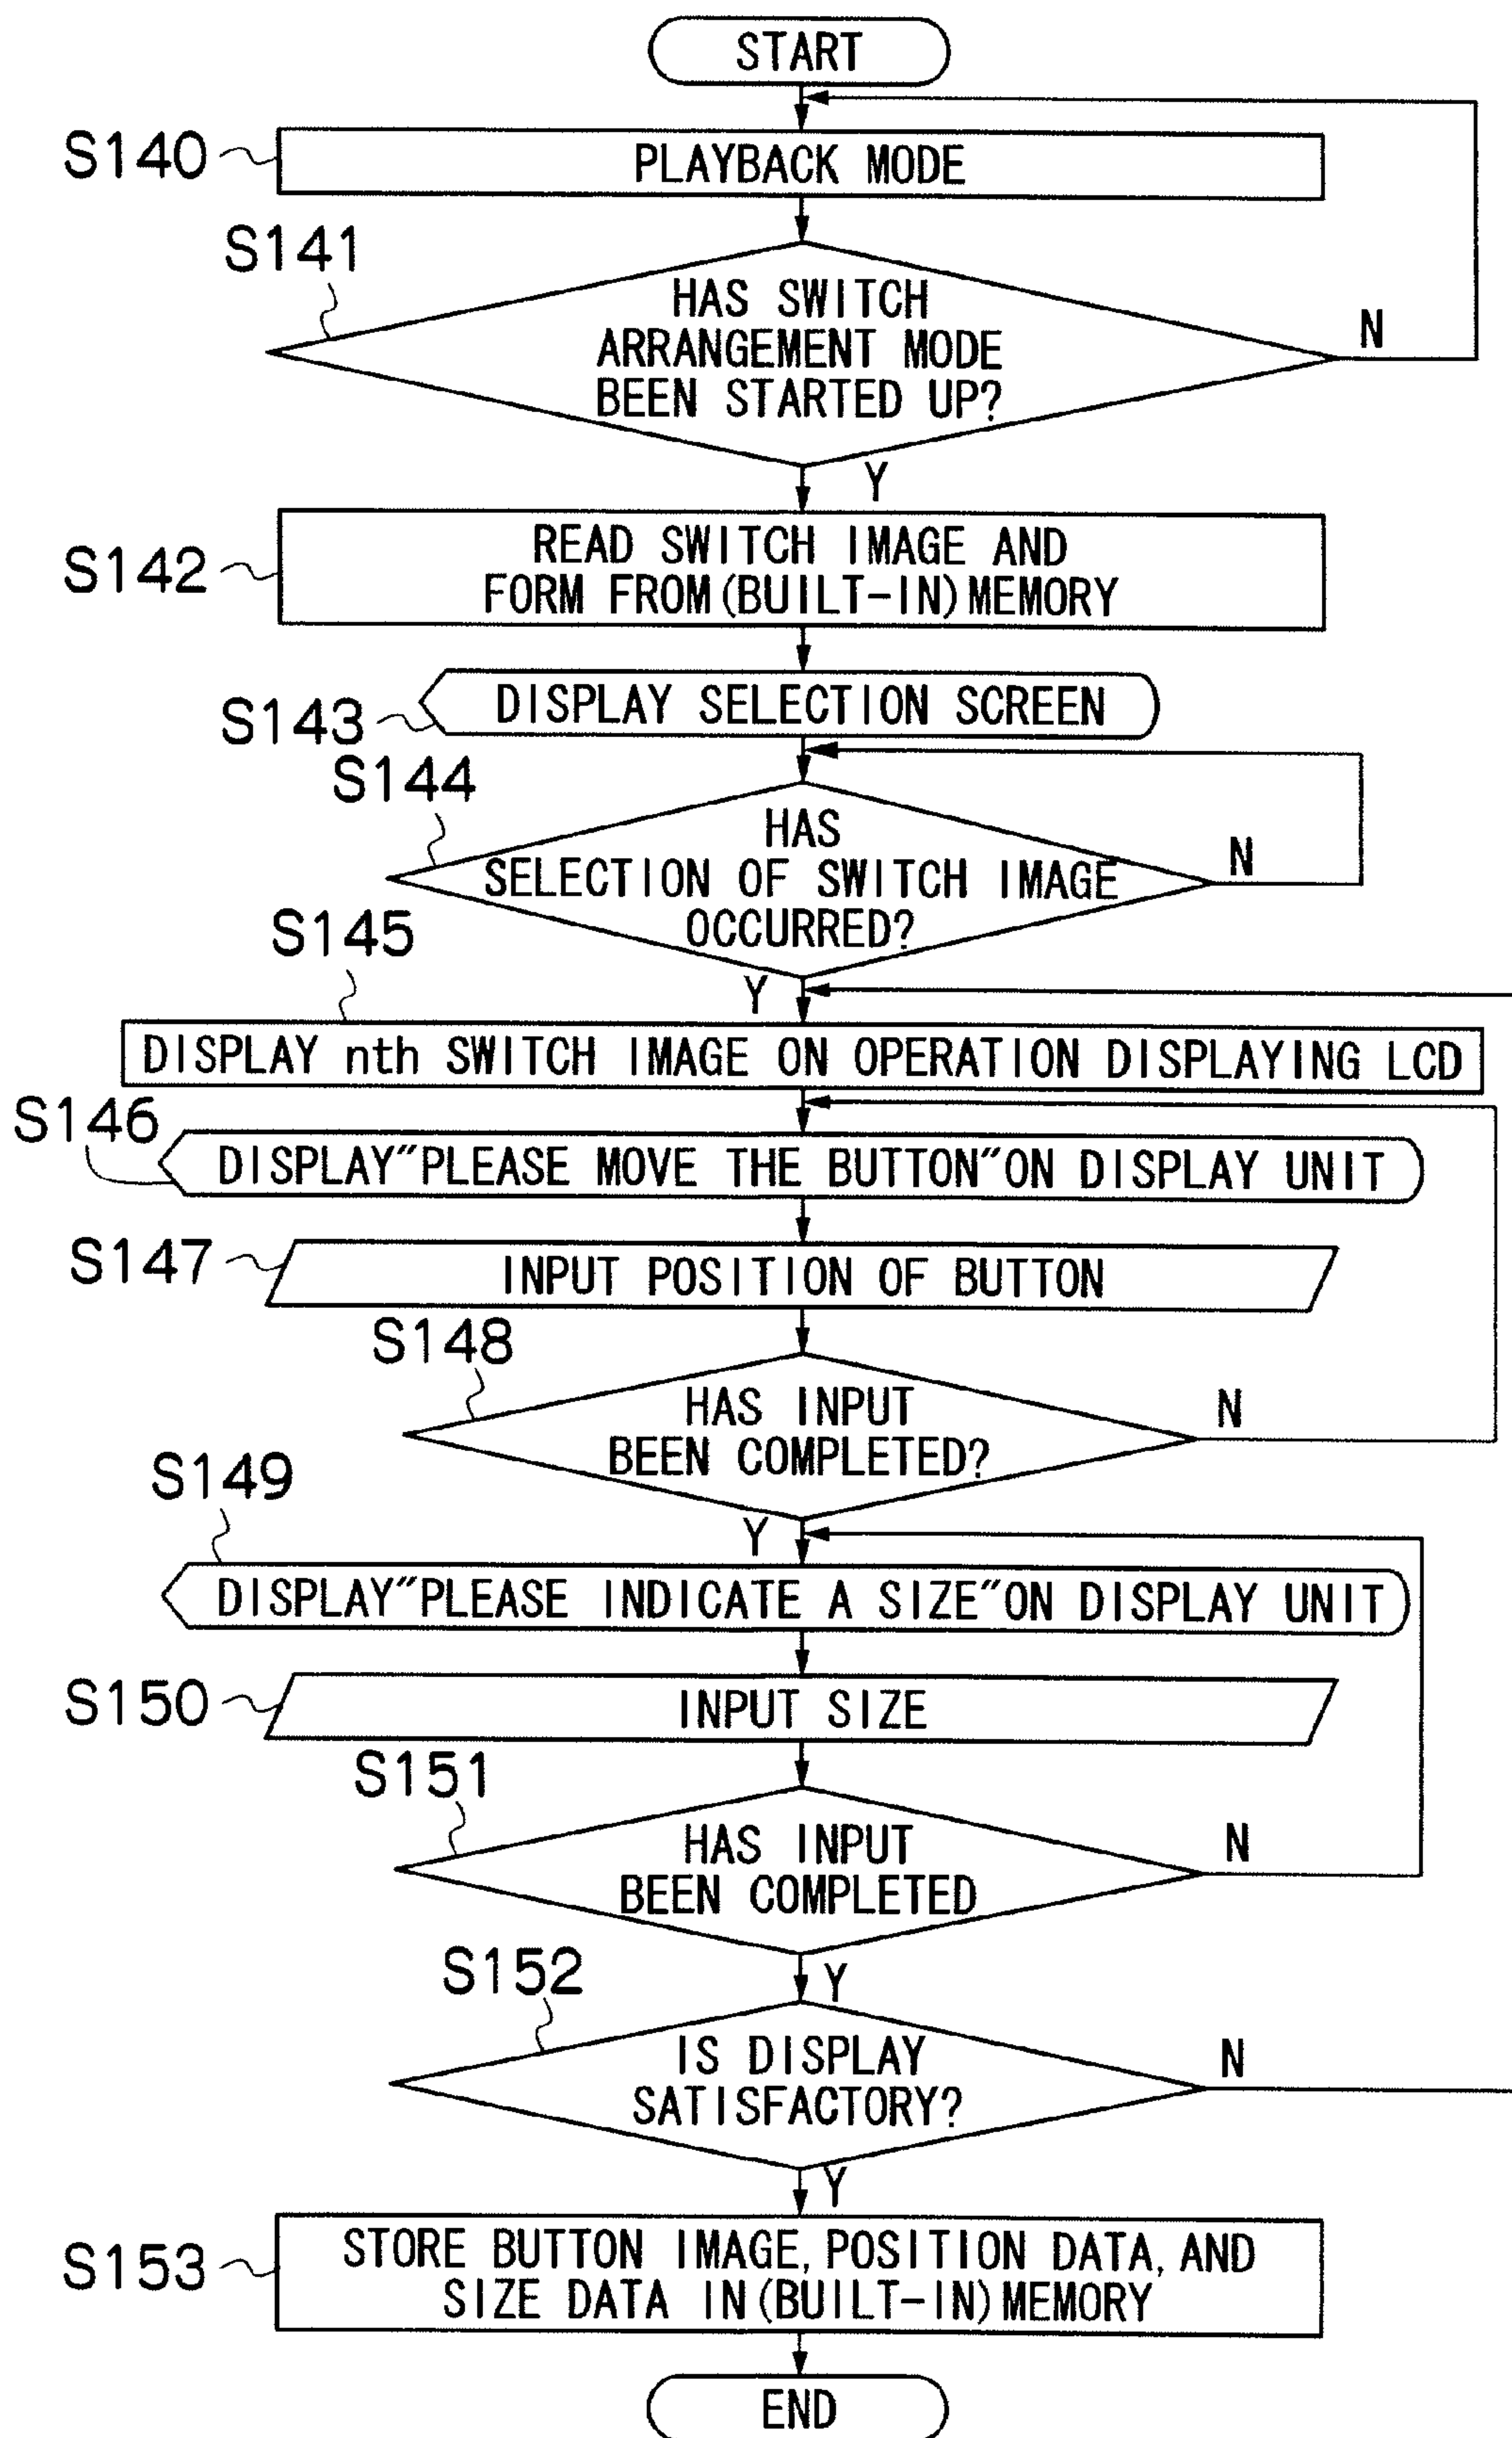 START
S140
PLAYBACK MODE
S141
HAS SWITCH
ARRANGEMENT MODE
BEEN STARTED UP?
N
Y
S142
READ SWITCH IMAGE AND
FORM FROM(BUILT-IN)MEMORY
S143
DISPLAY SELECTION SCREEN
S144
HAS
SELECTION OF SWITCH IMAGE
OCCURRED?
N
S145
Y
DISPLAY nth SWITCH IMAGE ON OPERATION DISPLAYING LCD
S146
DISPLAY"PLEASE MOVE THE BUTTON"ON DISPLAY UNIT
S147
INPUT POSITION OF BUTTON
S148
HAS INPUT
BEEN COMPLETED?
N
S149
Y
DISPLAY"PLEASE INDICATE A SIZE"ON DISPLAY UNIT
S150
INPUT SIZE
S151
HAS INPUT
BEEN COMPLETED
N
Y
S152
IS DISPLAY
SATISFACTORY?
N
Y
S153
STORE BUTTON IMAGE, POSITION DATA, AND
SIZE DATA IN(BUILT-IN)MEMORY
END